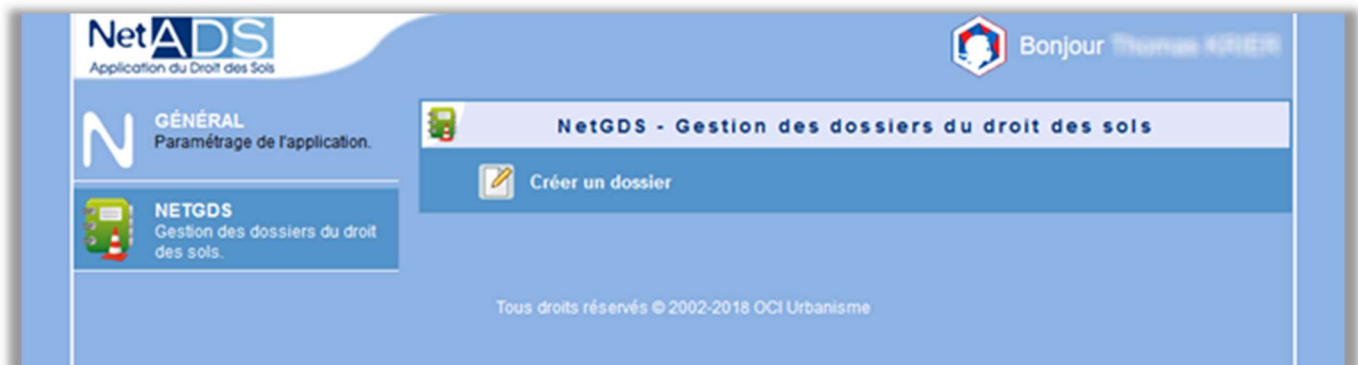 NetADS
Application du Droit des Sols
Bonjour
GÉNÉRAL
Paramétrage de l'application.
NETGDS
Gestion des dossiers du droit
des sols.
NetGDS - Gestion des dossiers du droit des sols
Créer un dossier
Tous droits réservés © 2002-2018 OCI Urbanisme